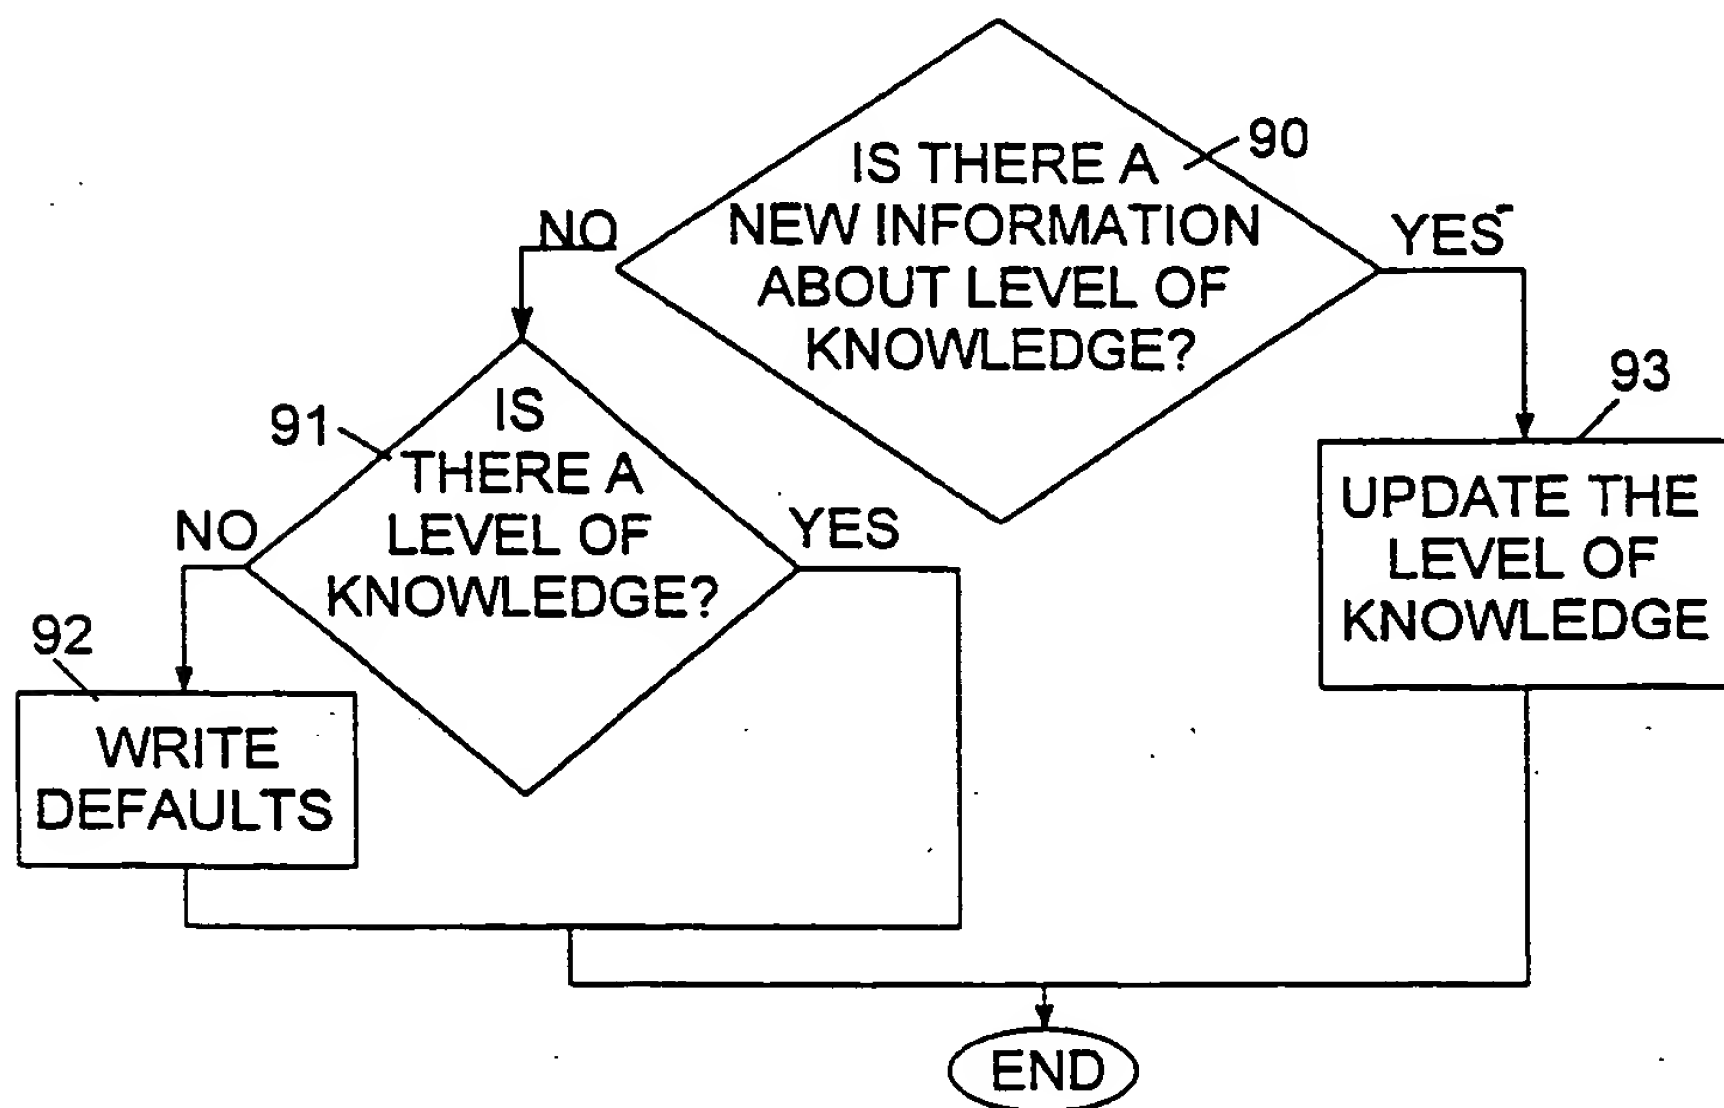 90
IS THERE A
NEW INFORMATION
ABOUT LEVEL OF
KNOWLEDGE?
NO
YES
91
IS
THERE A
LEVEL OF
KNOWLEDGE?
NO
YES
93
UPDATE THE
LEVEL OF
KNOWLEDGE
92
WRITE
DEFAULTS
END